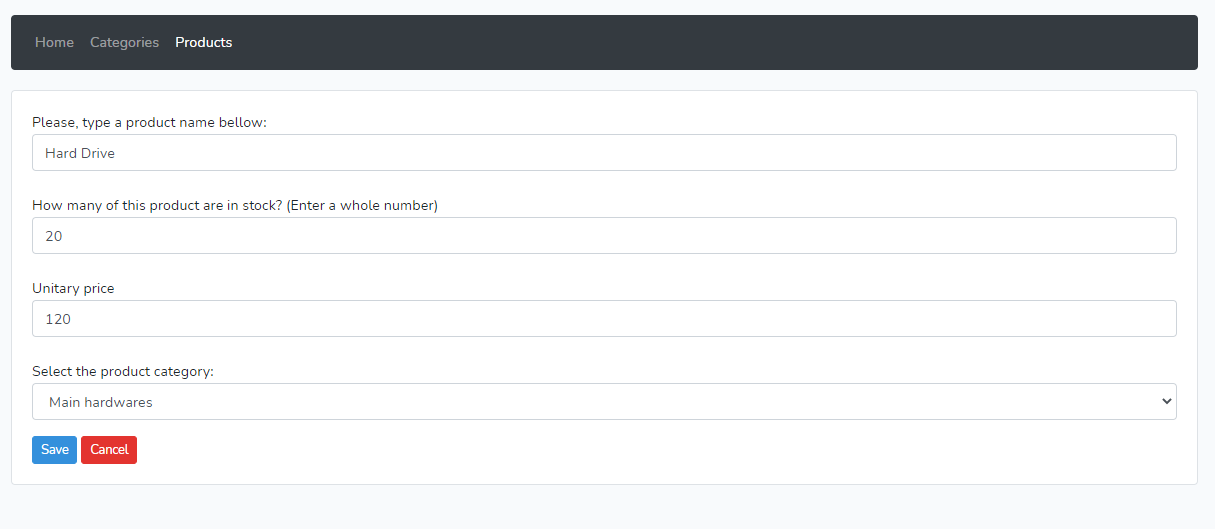 Home Categories Products
Please, type a product name bellow:
Hard Drive
How many of this product are in stock? (Enter a whole number)
20
Unitary price
120
Select the product category:
Main hardwares
Save Cancel